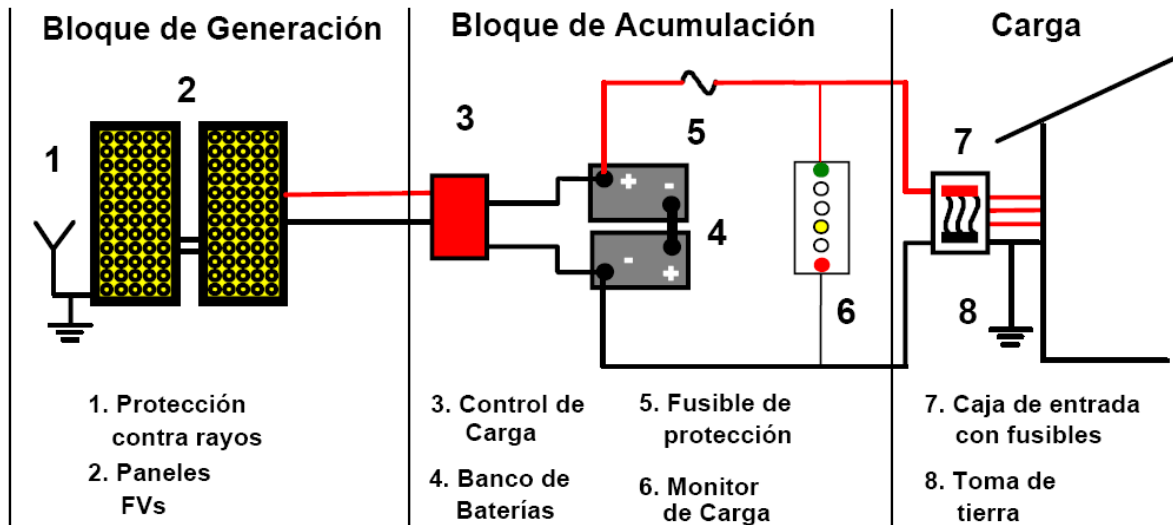 Bloque de Generación
Bloque de Acumulación
Carga
1
2
3
4
5
6
7
8
+ -
- +
1. Protección
contra rayos
2. Paneles
FVs
3. Control de
Carga
4. Banco de
Baterías
5. Fusible de
protección
6. Monitor
de Carga
7. Caja de entrada
con fusibles
8. Toma de
tierra